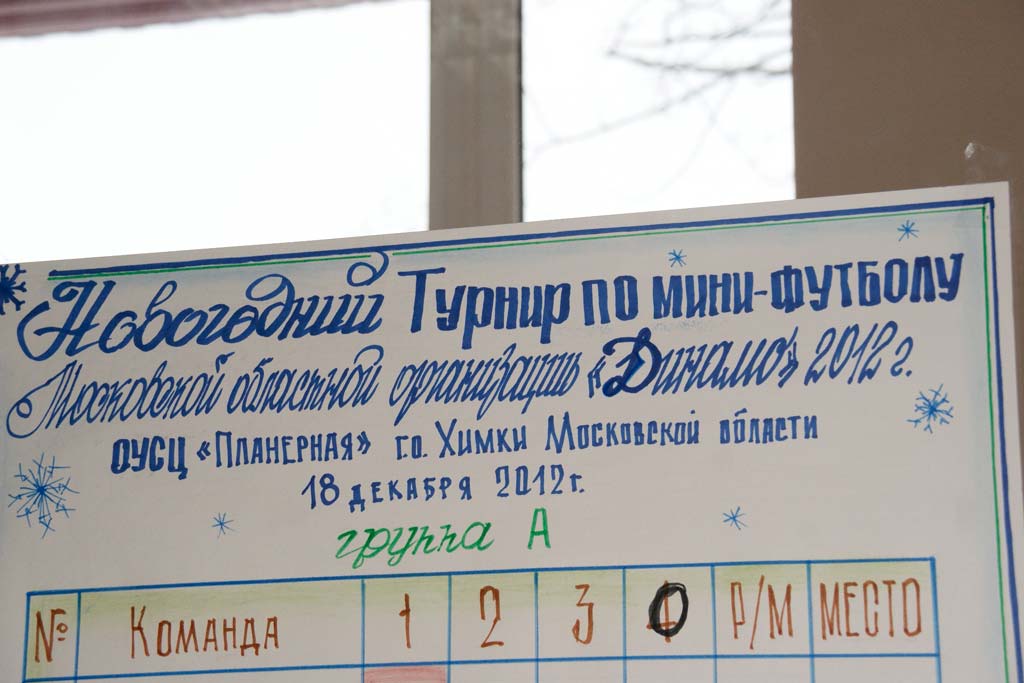 Новогодний Турнир по мини-футболу
Московской областной организации «Динамо» 2012 г.
ОУСЦ «Планерная» г.о. Химки Московской области
18 декабря 2012 г.
группа А
№ Команда 1 2 3 О Р/М МЕСТО